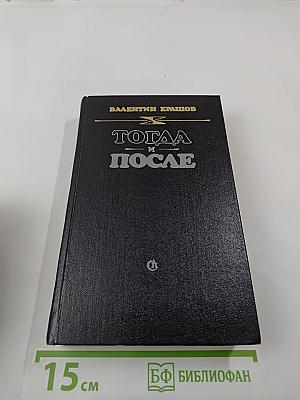 ВАЛЕНТИН ЕРАШОВ
ТОГДА
И
ПОСЛЕ
15 см
БФ БИБЛИОФАН